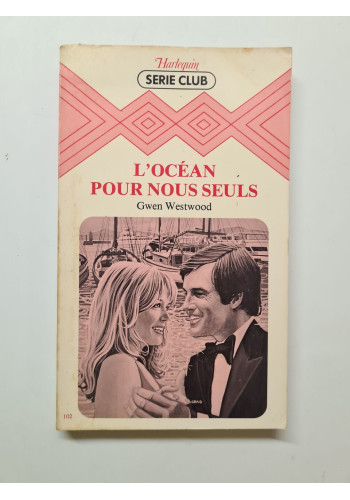 Harlequin
SERIE CLUB
L'OCÉAN
POUR NOUS SEULS
Gwen Westwood
102